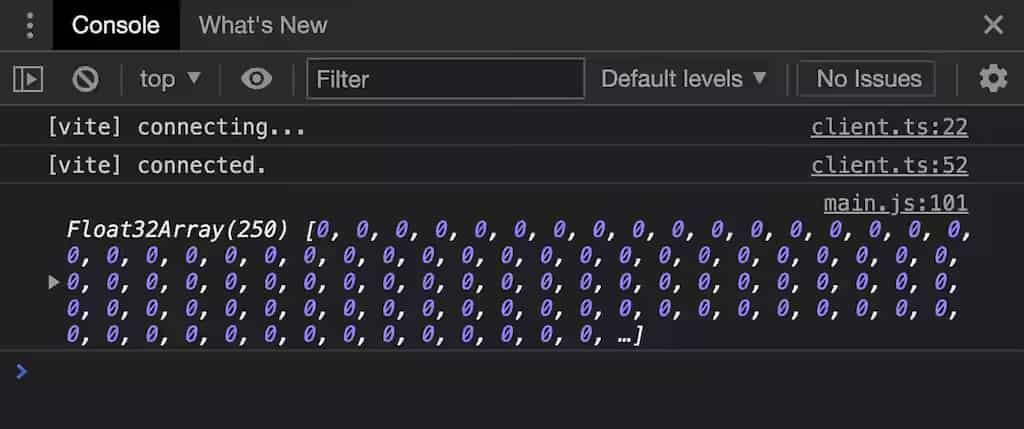 Console What's New
top ▼ Filter Default levels ▼ No Issues
[vite] connecting... client.ts:22
[vite] connected. client.ts:52
main.js:101
Float32Array(250) [0, 0, 0, 0, 0, 0, 0, 0, 0, 0, 0, 0, 0, 0, 0, 0, 0,
0, 0, 0, 0, 0, 0, 0, 0, 0, 0, 0, 0, 0, 0, 0, 0, 0, 0, 0, 0, 0, 0, 0,
0, 0, 0, 0, 0, 0, 0, 0, 0, 0, 0, 0, 0, 0, 0, 0, 0, 0, 0, 0, 0, 0, 0,
0, 0, 0, 0, 0, 0, 0, 0, 0, 0, 0, 0, 0, 0, 0, 0, 0, 0, 0, 0, 0, 0, 0,
0, 0, 0, 0, 0, 0, 0, 0, 0, 0, 0, 0, 0, 0, …]